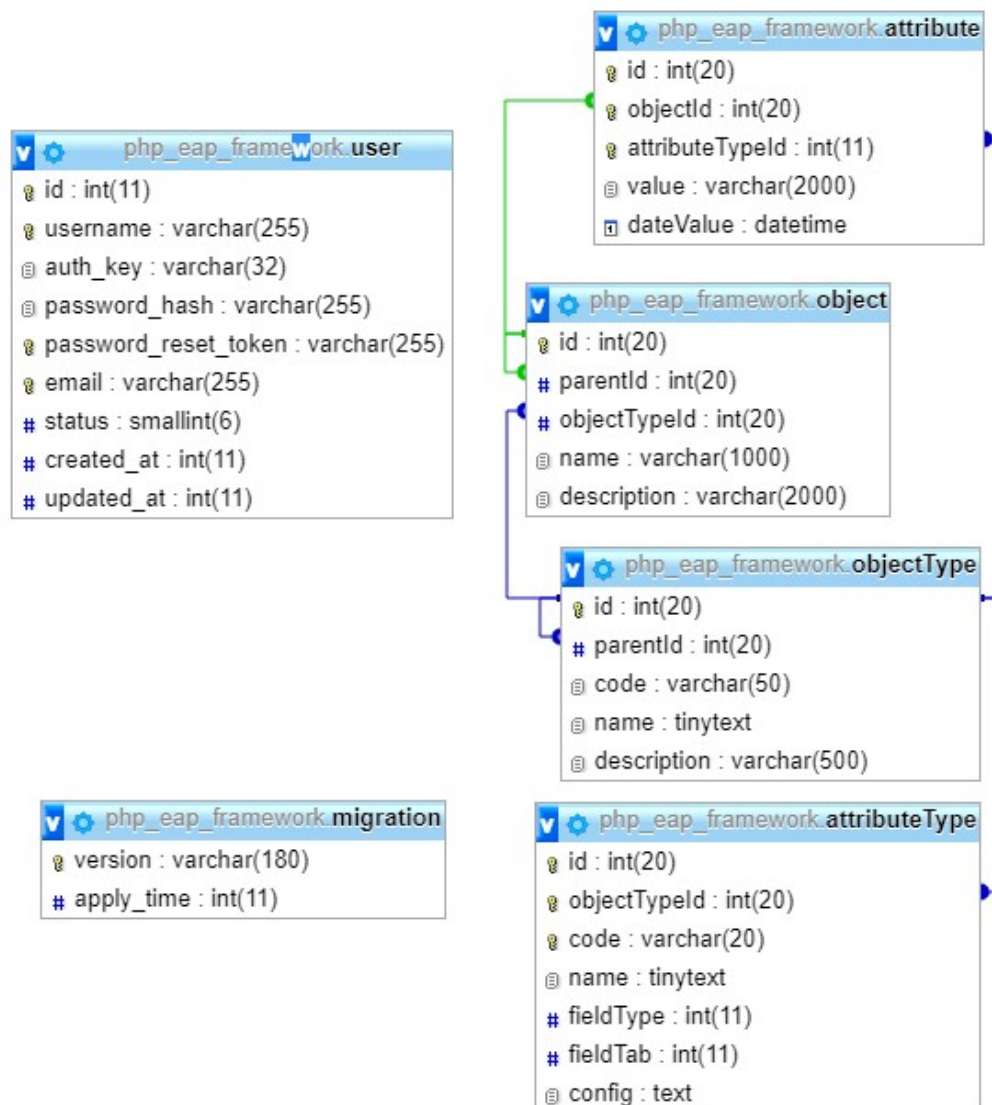 php_eap_framework.attribute
id : int(20)
objectId : int(20)
attributeTypeId : int(11)
value : varchar(2000)
dateValue : datetime
php_eap_framework.user
id : int(11)
username : varchar(255)
auth_key : varchar(32)
password_hash : varchar(255)
password_reset_token : varchar(255)
email : varchar(255)
status : smallint(6)
created_at : int(11)
updated_at : int(11)
php_eap_framework.object
id : int(20)
parentId : int(20)
objectTypeId : int(20)
name : varchar(1000)
description : varchar(2000)
php_eap_framework.objectType
id : int(20)
parentId : int(20)
code : varchar(50)
name : tinytext
description : varchar(500)
php_eap_framework.migration
version : varchar(180)
apply_time : int(11)
php_eap_framework.attributeType
id : int(20)
objectTypeId : int(20)
code : varchar(20)
name : tinytext
fieldType : int(11)
fieldTab : int(11)
config : text